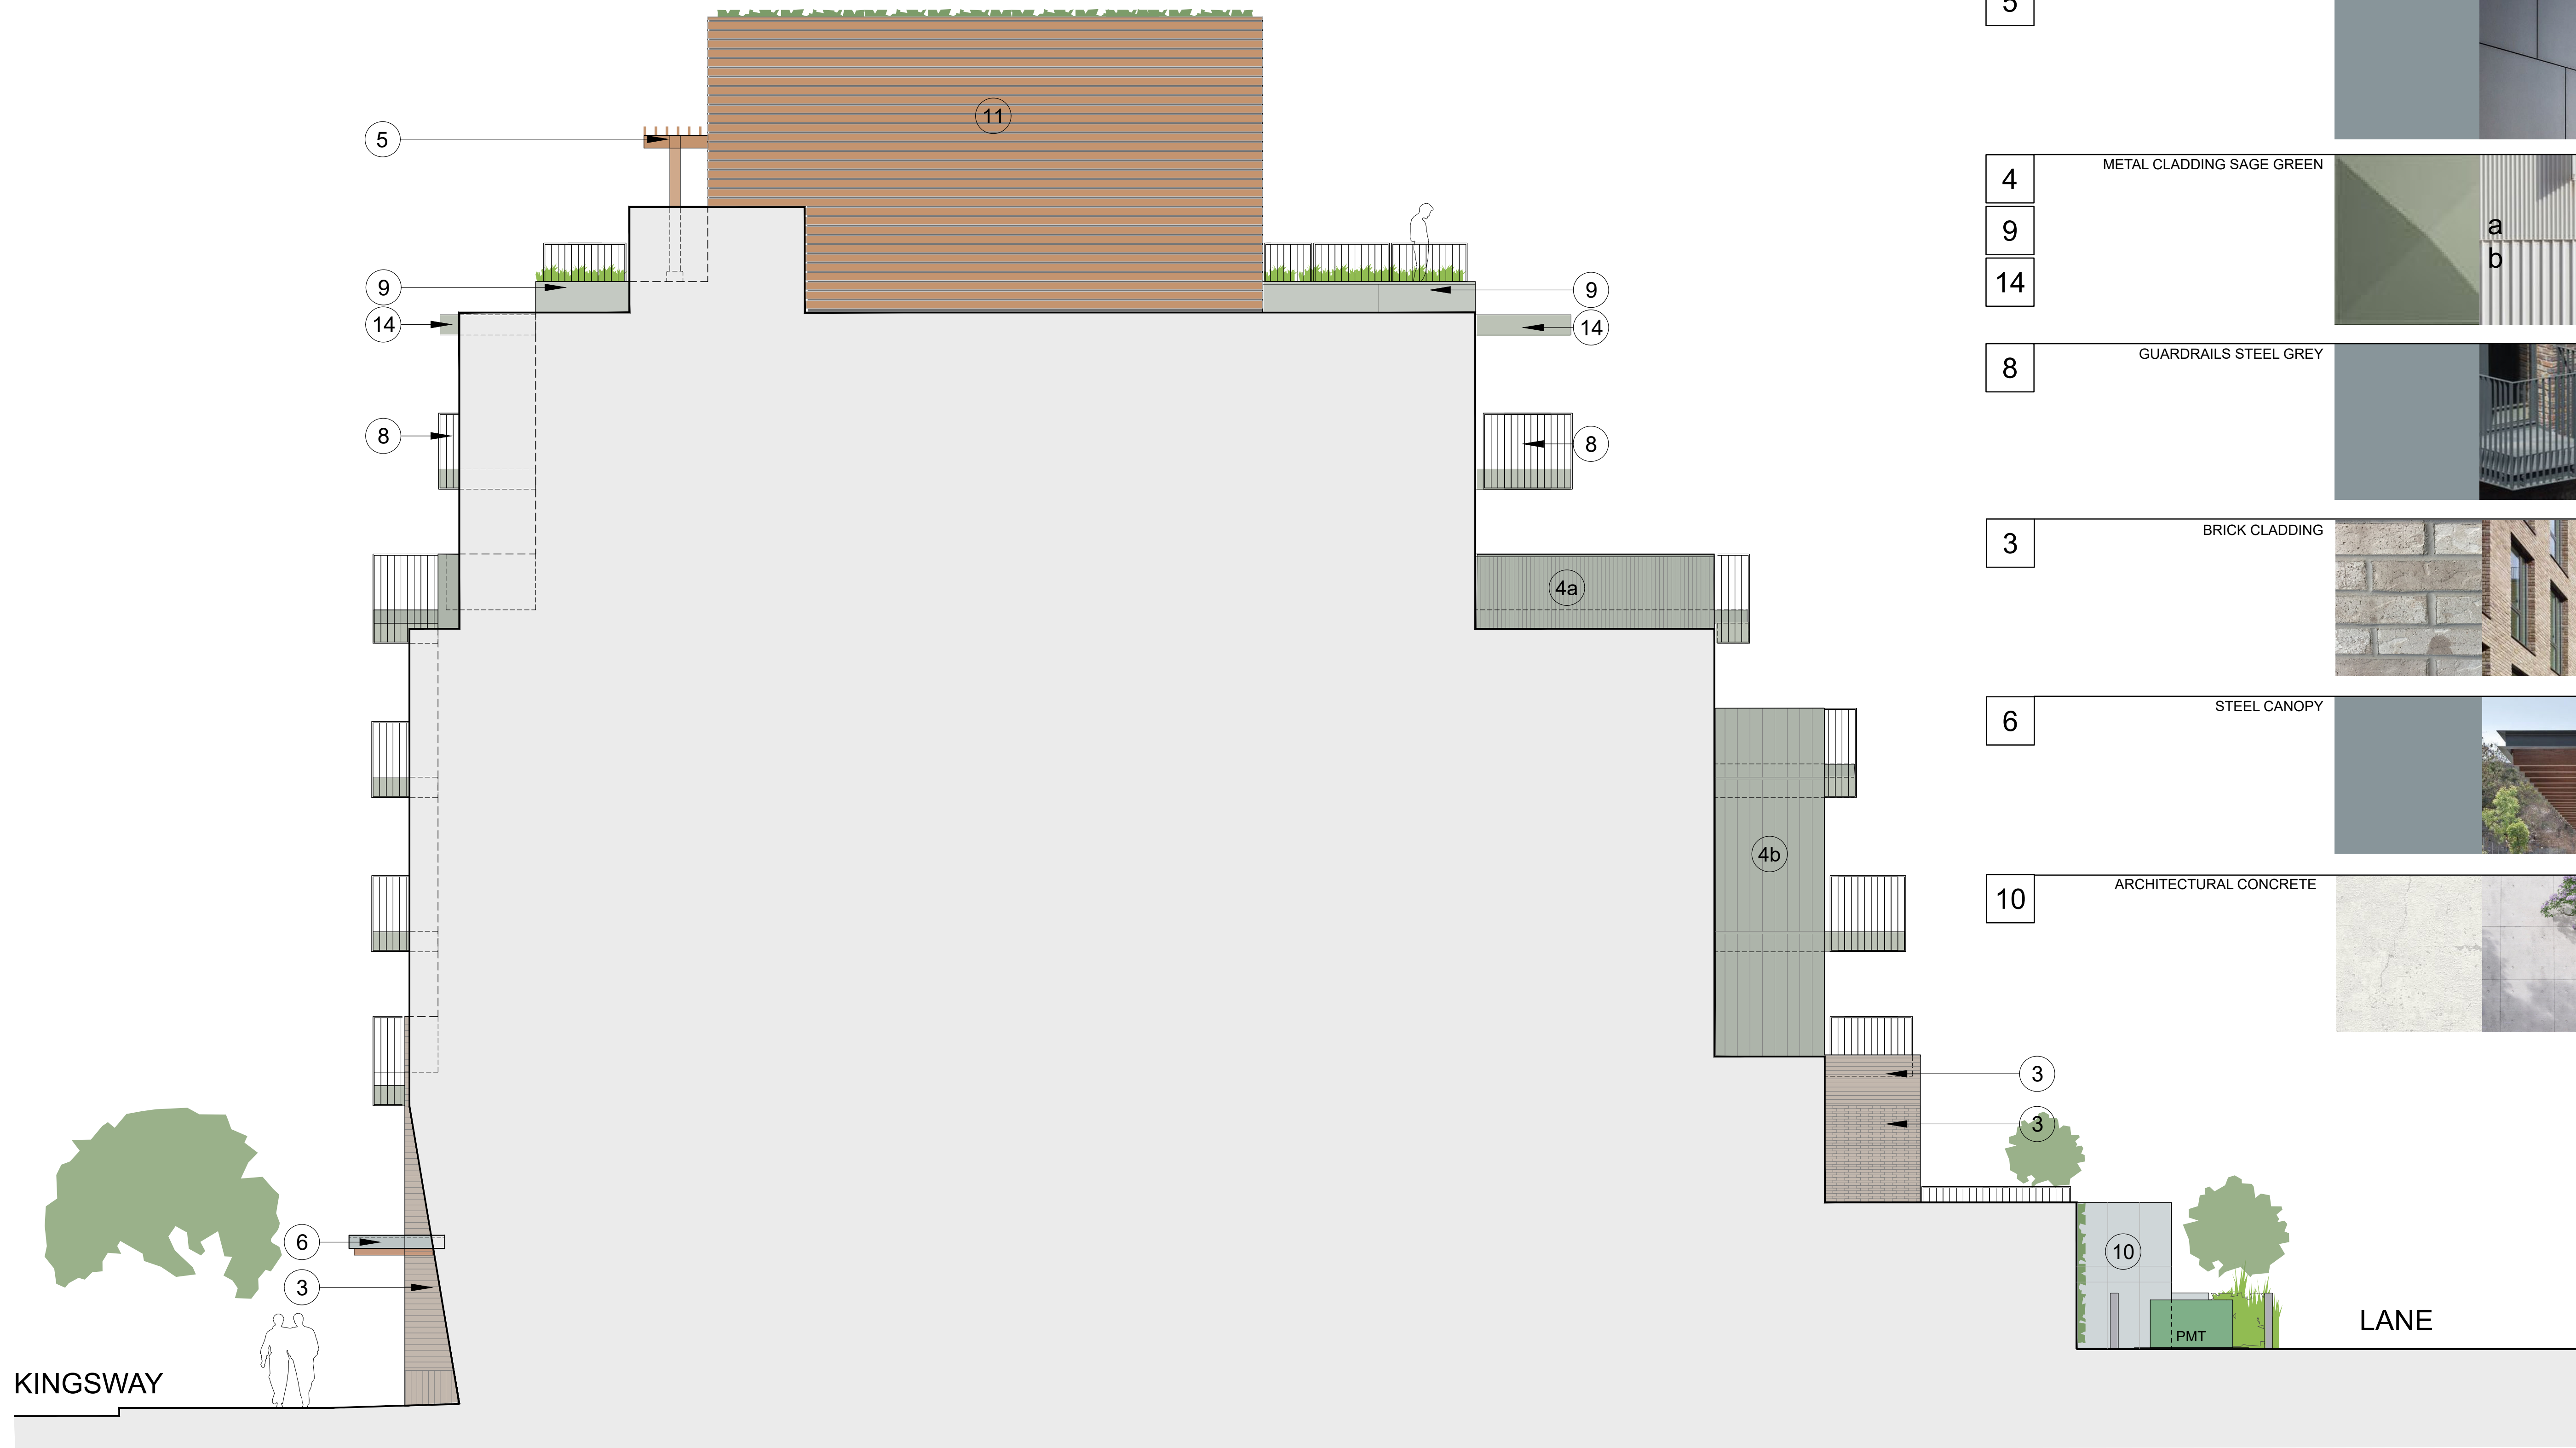 5
11
5
4
METAL CLADDING SAGE GREEN
9
a
14
b
9
9
14
14
8
GUARDRAILS STEEL GREY
8
8
3
BRICK CLADDING
4a
6
STEEL CANOPY
4b
10
ARCHITECTURAL CONCRETE
3
3
6
10
3
PMT
LANE
KINGSWAY